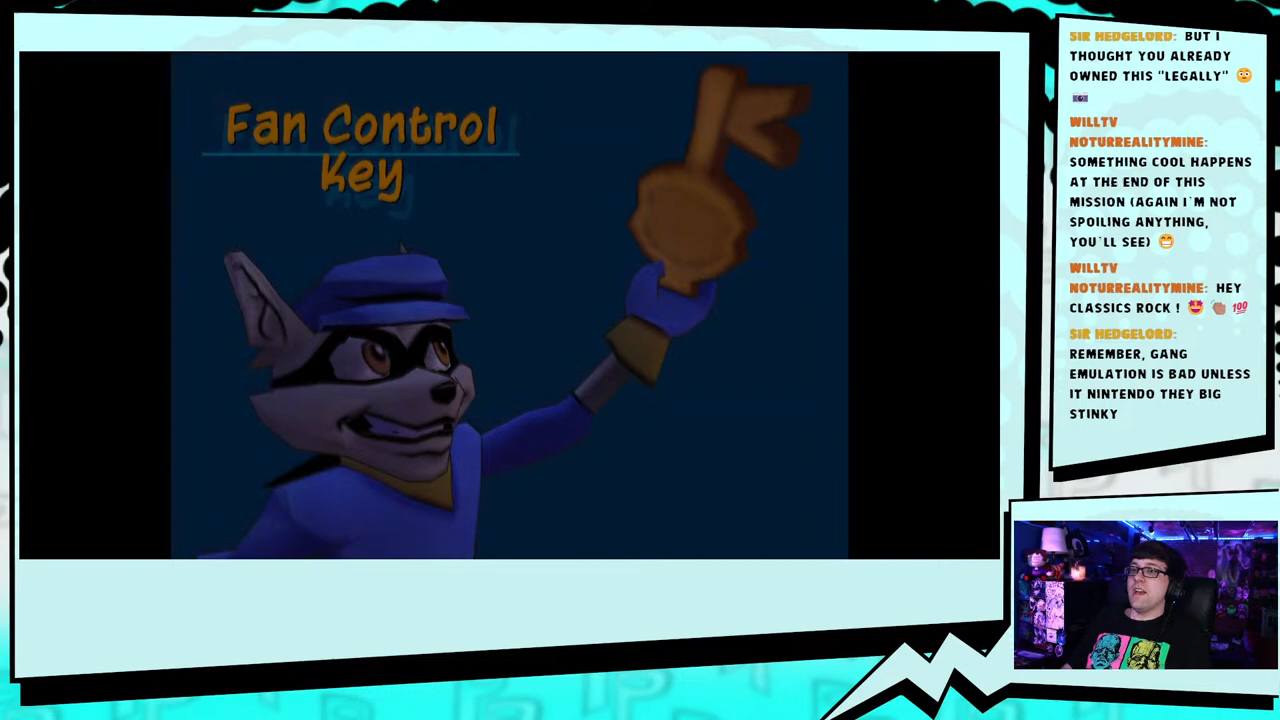 Fan Control
Key
SIR HEDGELORD: BUT I
THOUGHT YOU ALREADY
OWNED THIS "LEGALLY" 😳
📷
WILLTV
NOTURREALITYMINE:
SOMETHING COOL HAPPENS
AT THE END OF THIS
MISSION (AGAIN I'M NOT
SPOILING ANYTHING,
YOU'LL SEE) 😁
WILLTV
NOTURREALITYMINE: HEY
CLASSICS ROCK ! 🤩 👏🏽 💯
SIR HEDGELORD:
REMEMBER, GANG
EMULATION IS BAD UNLESS
IT NINTENDO THEY BIG
STINKY